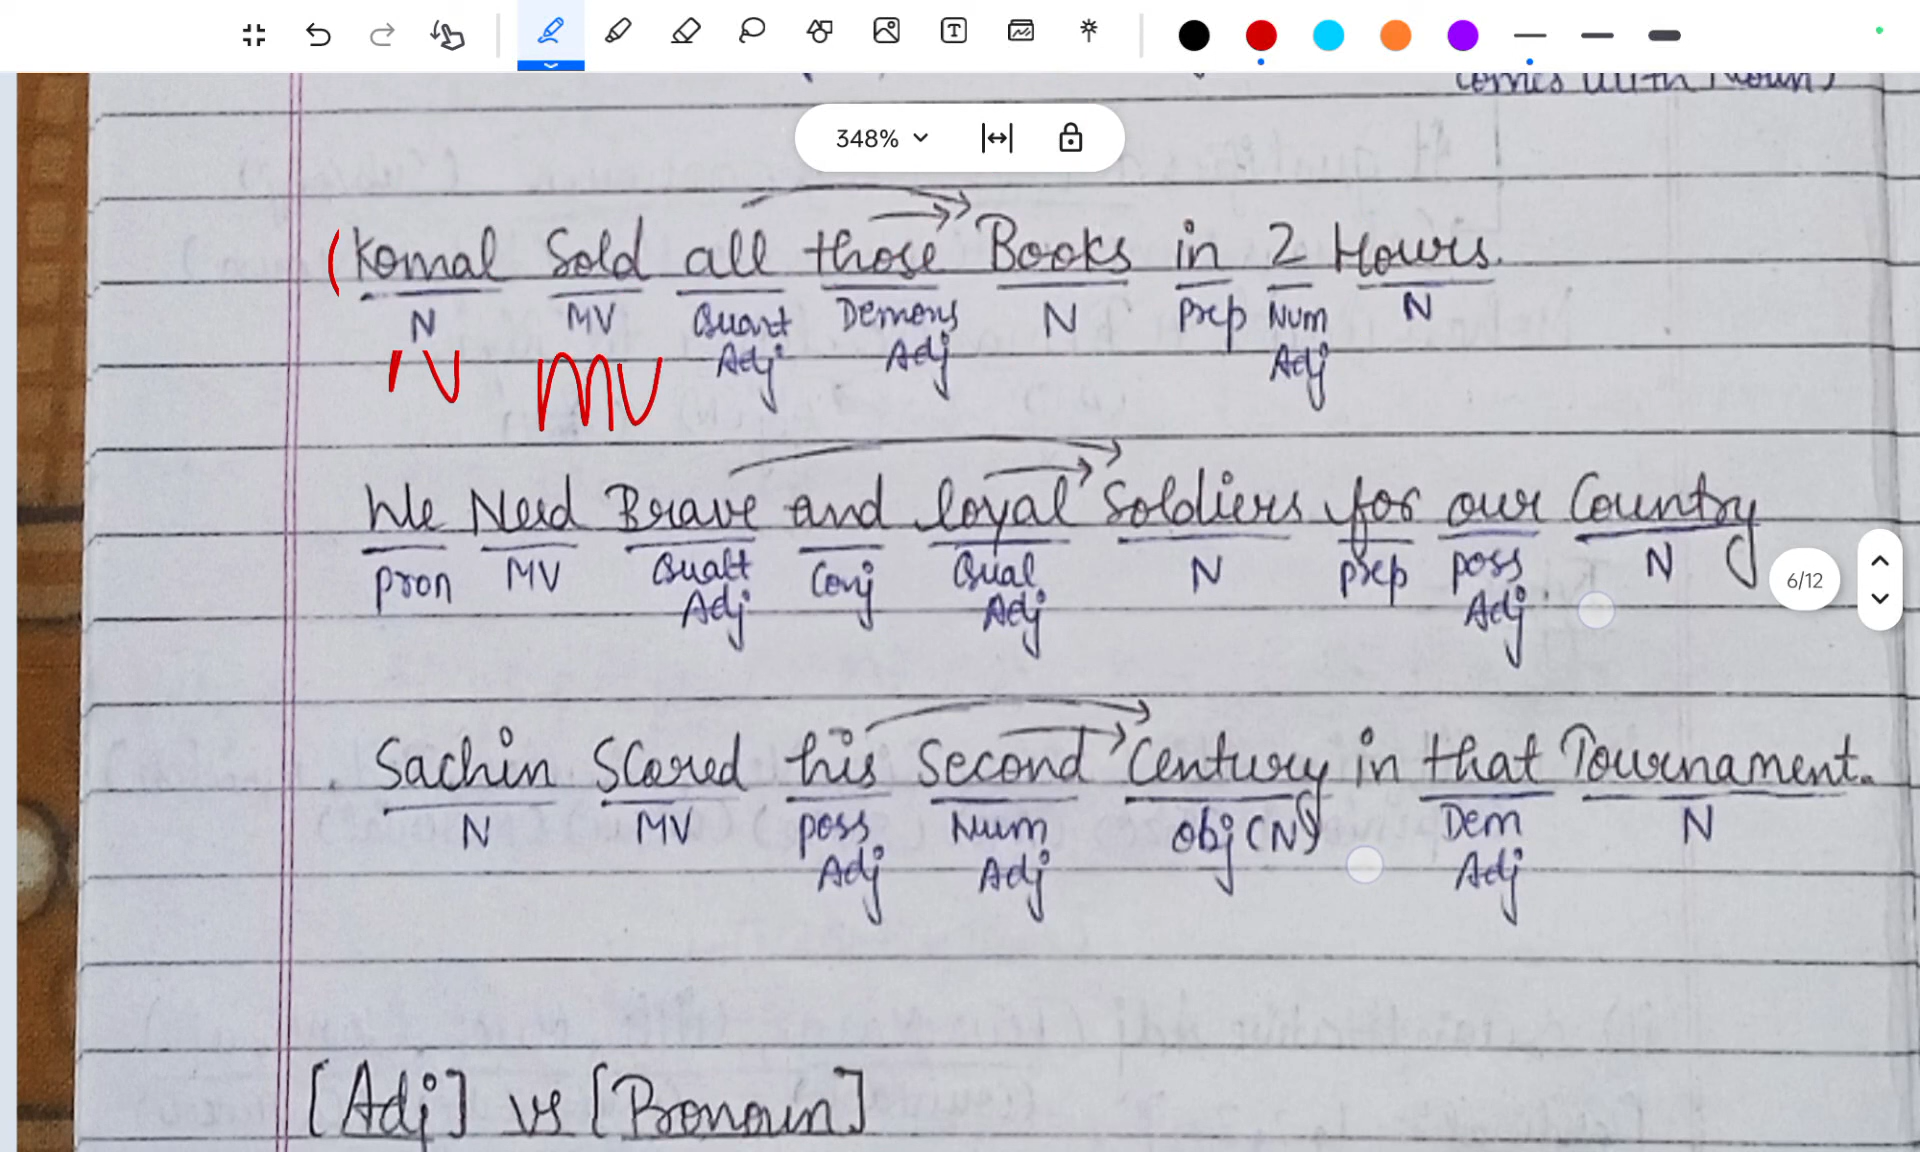 comes with Noun)
348%
(Komal Sold all those Books in 2 Hours.
N MV Quant Adj Demons Adj N Prep Num Adj N
N MV
We Need Brave and loyal Soldiers for our Country
pron MV Qualt Adj Conj Qual Adj N prep poss Adj. N
6/12
Sachin Scored his Second Century in that Tournament.
N MV poss Adj Num Adj obj (N) Dem Adj N
[Adj] vs [Pronoun]